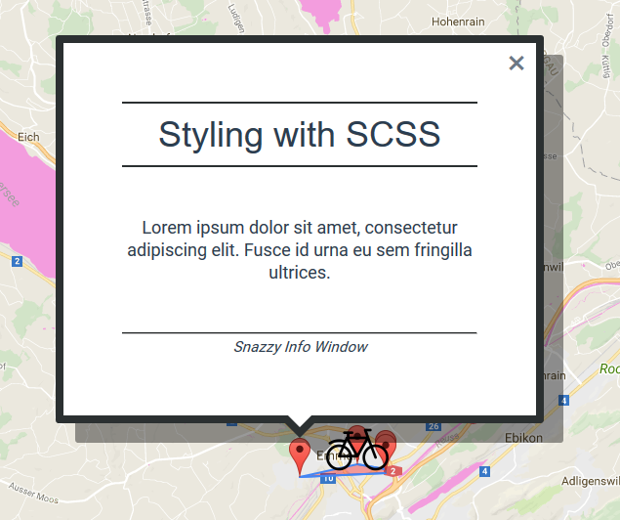 Hohenrain
Ludigen
×
Styling with SCSS
Eich
Lorem ipsum dolor sit amet, consectetur
adipiscing elit. Fusce id urna eu sem fringilla
ultrices.
2
Snazzy Info Window
4
26
Ebikon
10
2
4
Adligenswil
Ausser Moos